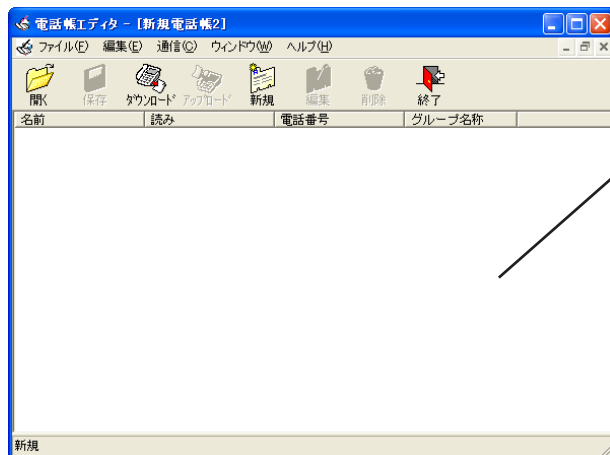 電話帳エディタ - [新規電話帳2]
ファイル(F) 編集(E) 通信(C) ウィンドウ(W) ヘルプ(H)
開く 保存 ダウンロード アップロード 新規 編集 削除 終了
名前 読み 電話番号 グループ名称
新規